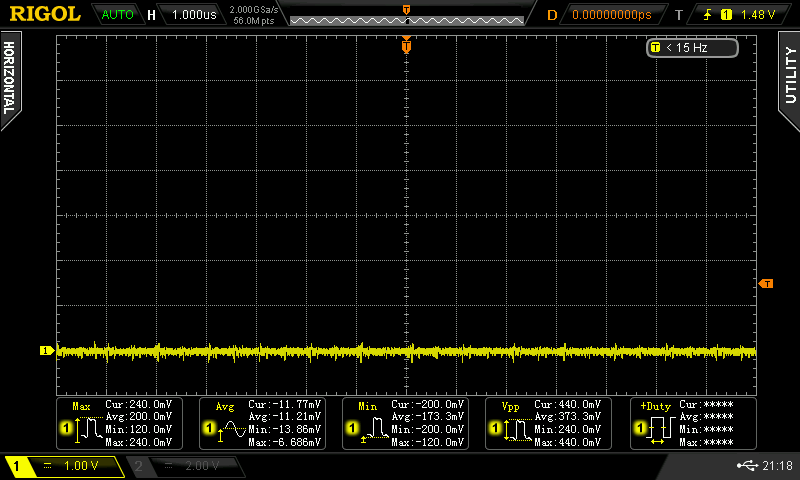 RIGOL AUTO H 1.000us 2.000GSa/s 56.0M pts T D 0.00000000ps T 1 1.48 V
HORIZONTAL
T
T < 15 Hz
UTILITY
T
1
Max Cur:240.0mV
Avg:200.0mV
1 Min:120.0mV
Max:240.0mV
Avg Cur:-11.77mV
Avg:-11.21mV
1 Min:-13.86mV
Max:-6.686mV
Min Cur:-200.0mV
Avg:-173.3mV
1 Min:-200.0mV
Max:-120.0mV
Vpp Cur:440.0mV
Avg:373.3mV
1 Min:240.0mV
Max:440.0mV
+Duty Cur:*****
Avg:*****
1 Min:*****
Max:*****
1 1.00 V 2 2.00 V 21:18